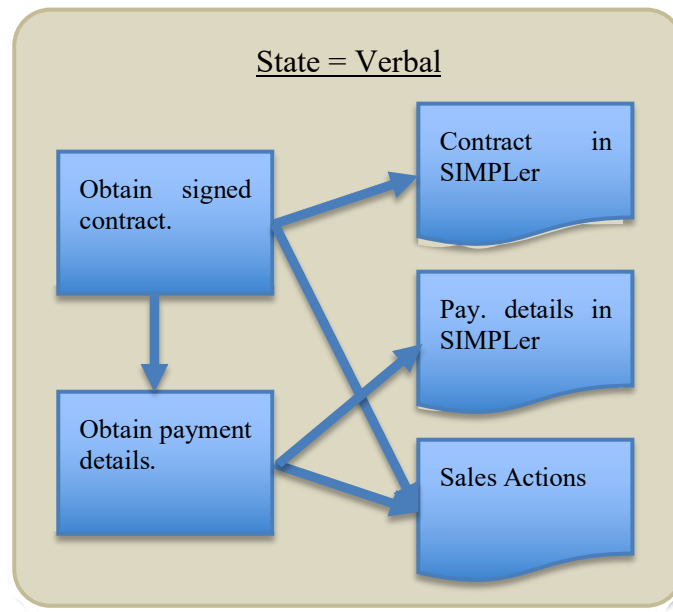 State = Verbal
Obtain signed
contract.
Contract in
SIMPLer
Pay. details in
SIMPLer
Obtain payment
details.
Sales Actions